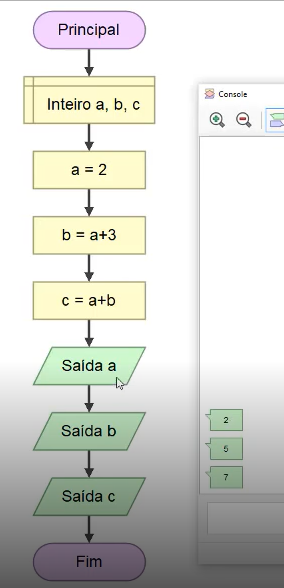 Principal
Inteiro a, b, c
a = 2
b = a+3
c = a+b
Saída a
Saída b
Saída c
Fim
Console
2
5
7